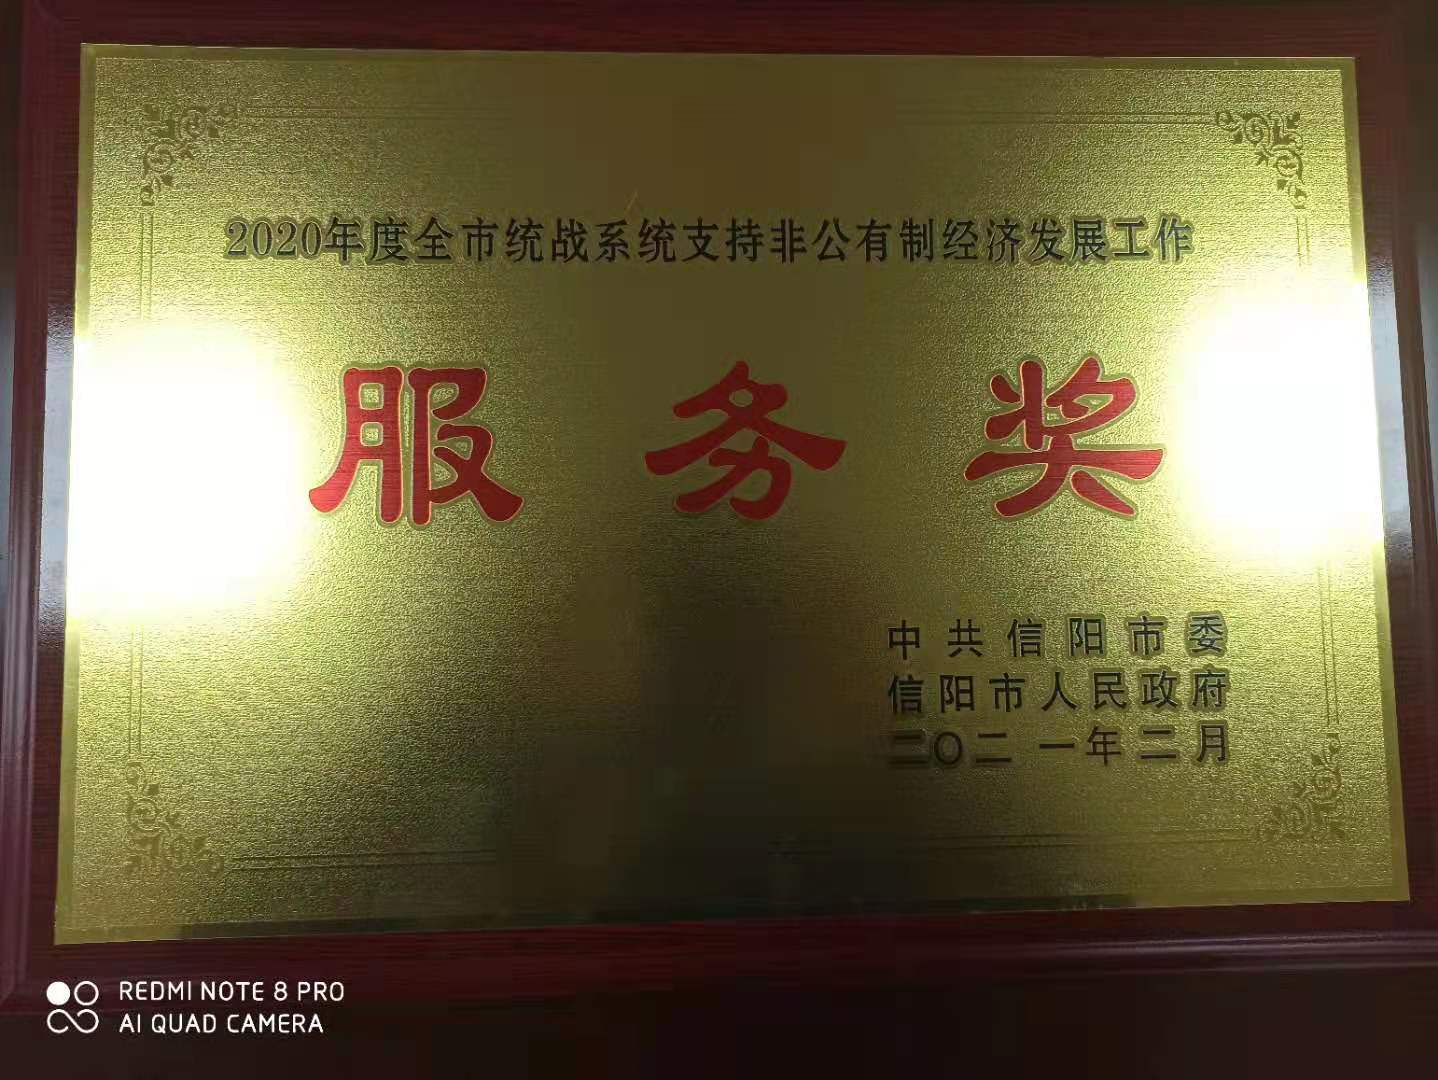 2020年度全市统战系统支持非公有制经济发展工作
服务奖
中共信阳市委
信阳市人民政府
二〇二一年二月
REDMI NOTE 8 PRO
AI QUAD CAMERA